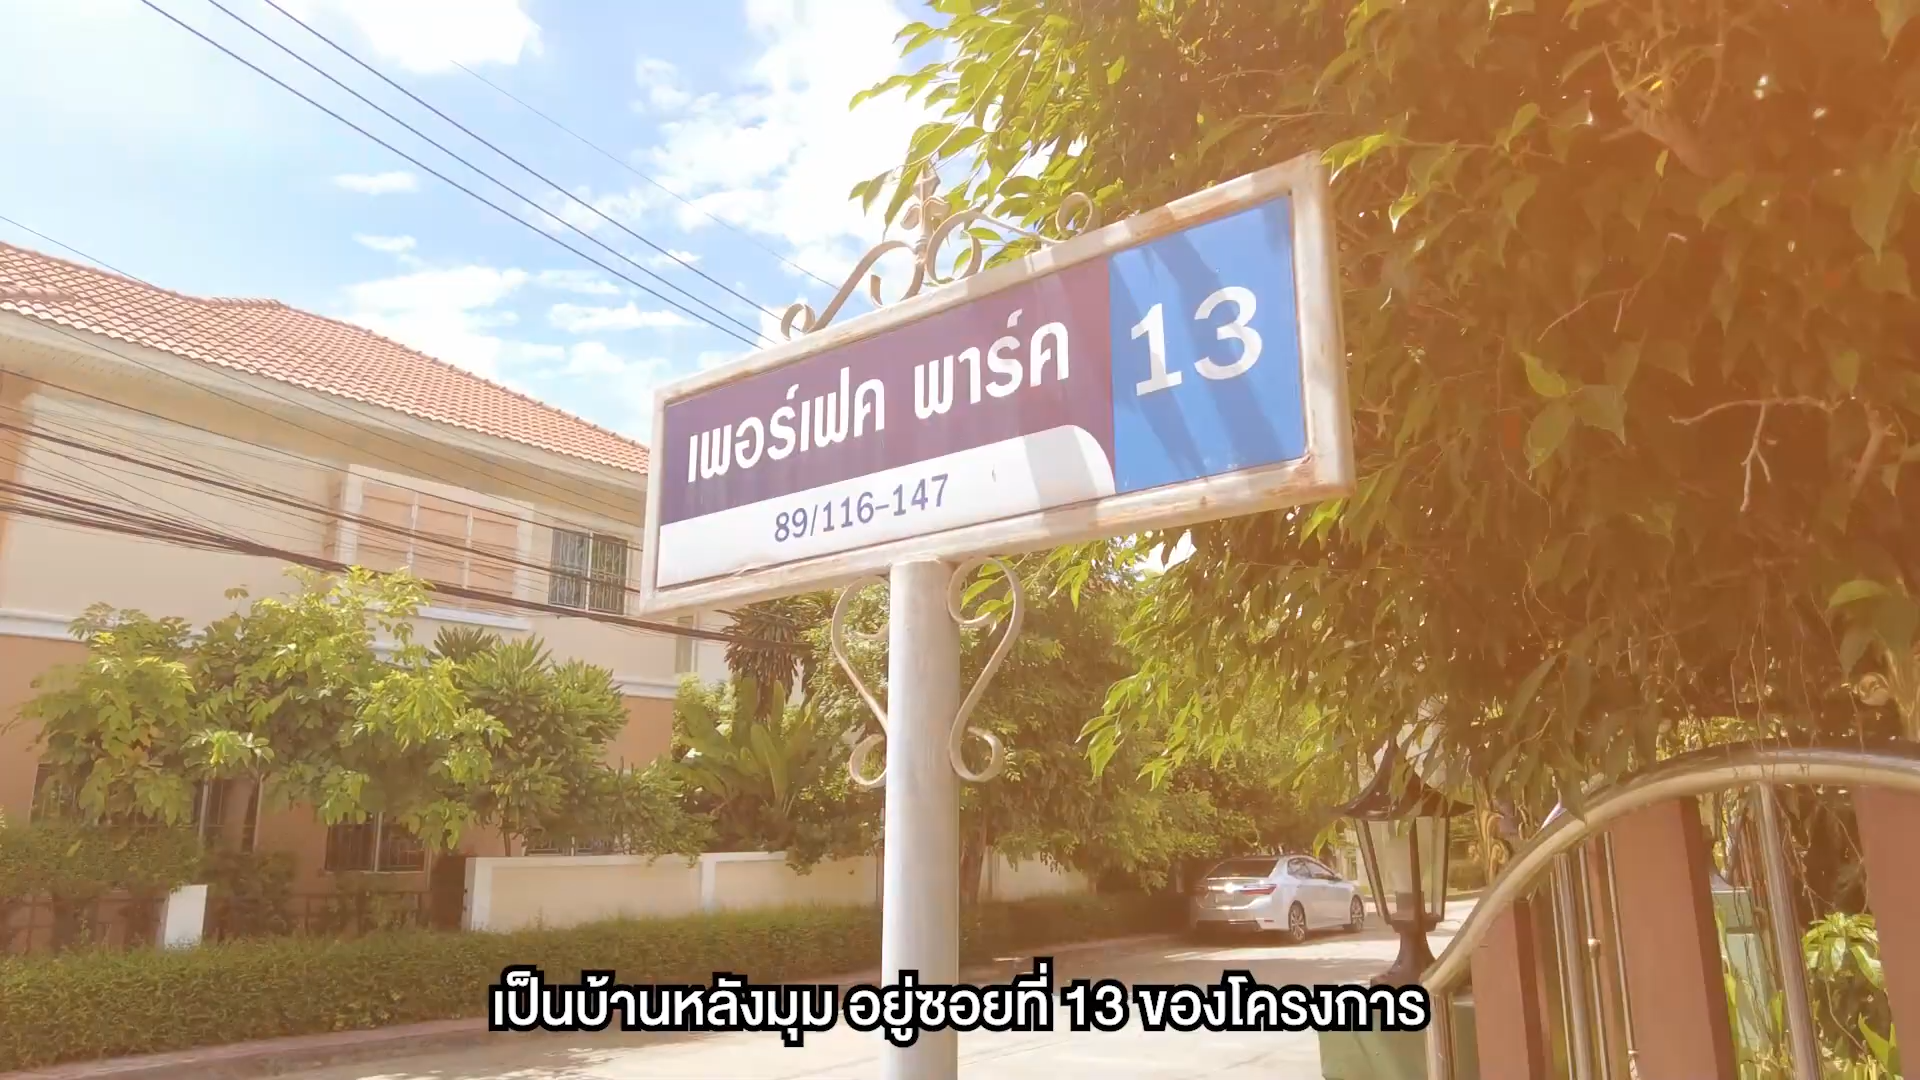 เพอร์เฟค พาร์ค 13
89/116-147
เป็นบ้านหลังมุม อยู่ซอยที่ 13 ของโครงการ